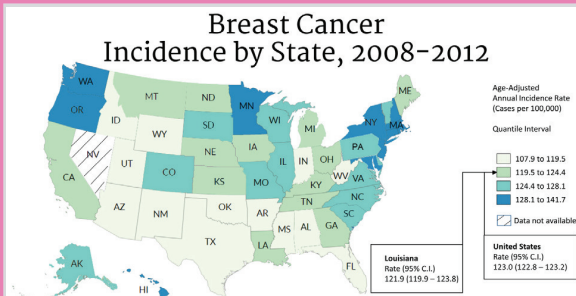 Breast Cancer
Incidence by State, 2008-2012
WA
OR
CA
NV
ID
MT
WY
UT
AZ
CO
NM
ND
SD
NE
KS
OK
TX
MN
IA
MO
AR
LA
WI
IL
MI
IN
OH
KY
TN
MS
AL
GA
FL
SC
NC
VA
WV
PA
NY
MA
ME
AK
HI
Age-Adjusted
Annual Incidence Rate
(Cases per 100,000)
Quantile Interval
107.9 to 119.5
119.5 to 124.4
124.4 to 128.1
128.1 to 141.7
Data not available
Louisiana
Rate (95% C.I.)
121.9 (119.9 – 123.8)
United States
Rate (95% C.I.)
123.0 (122.8 – 123.2)